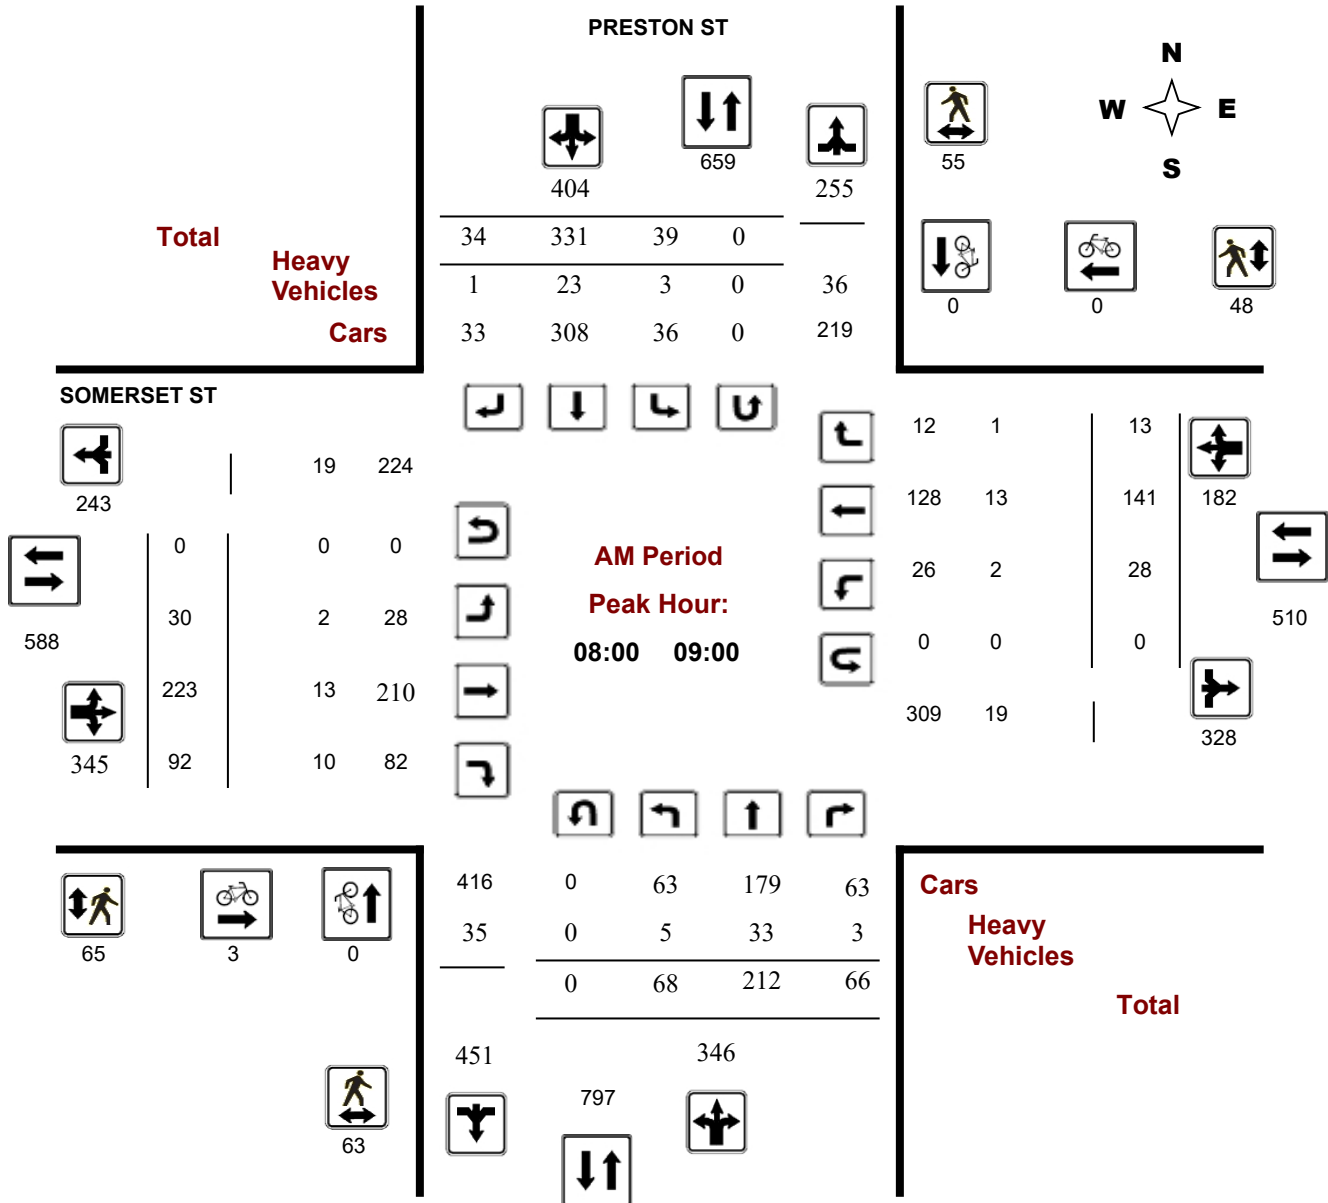 PRESTON ST
N
W E
S
659
55
404 255
Total 34 331 39 0
Heavy
Vehicles 1 23 3 0 36
0 0 48
Cars 33 308 36 0 219
SOMERSET ST
12 1 13
19 224
243
128 13 141 182
0 0 0
AM Period
26 2 28
Peak Hour:
30 2 28
510
588
08:00 09:00
0 0 0
223 13 210
309 19
328
345 92 10 82
416 0 63 179 63
Cars
35 0 5 33 3
Heavy
Vehicles
65 3 0
0 68 212 66
Total
451 346
797
63